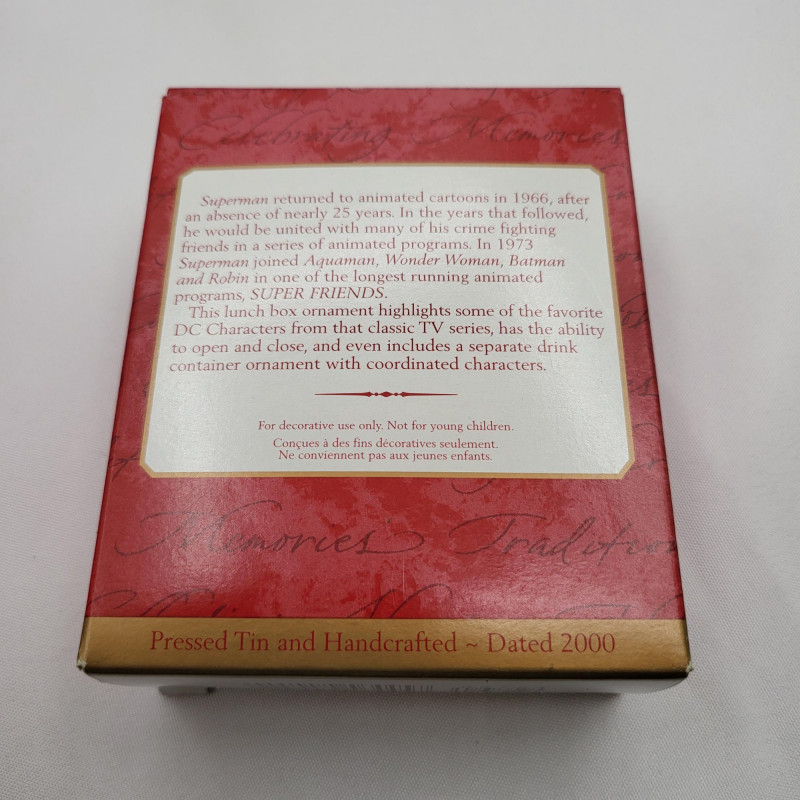 Celebrating Memories
Superman returned to animated cartoons in 1966, after
an absence of nearly 25 years. In the years that followed,
he would be united with many of his crime fighting
friends in a series of animated programs. In 1973
Superman joined Aquaman, Wonder Woman, Batman
and Robin in one of the longest running animated
programs, SUPER FRIENDS.
This lunch box ornament highlights some of the favorite
DC Characters from that classic TV series, has the ability
to open and close, and even includes a separate drink
container ornament with coordinated characters.
For decorative use only. Not for young children.
Conçues à des fins décoratives seulement.
Ne conviennent pas aux jeunes enfants.
Memories Tradition
Pressed Tin and Handcrafted ~ Dated 2000